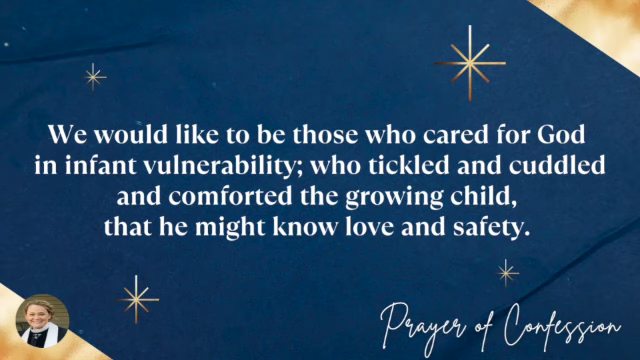 We would like to be those who cared for God
in infant vulnerability; who tickled and cuddled
and comforted the growing child,
that he might know love and safety.
Prayer of Confession